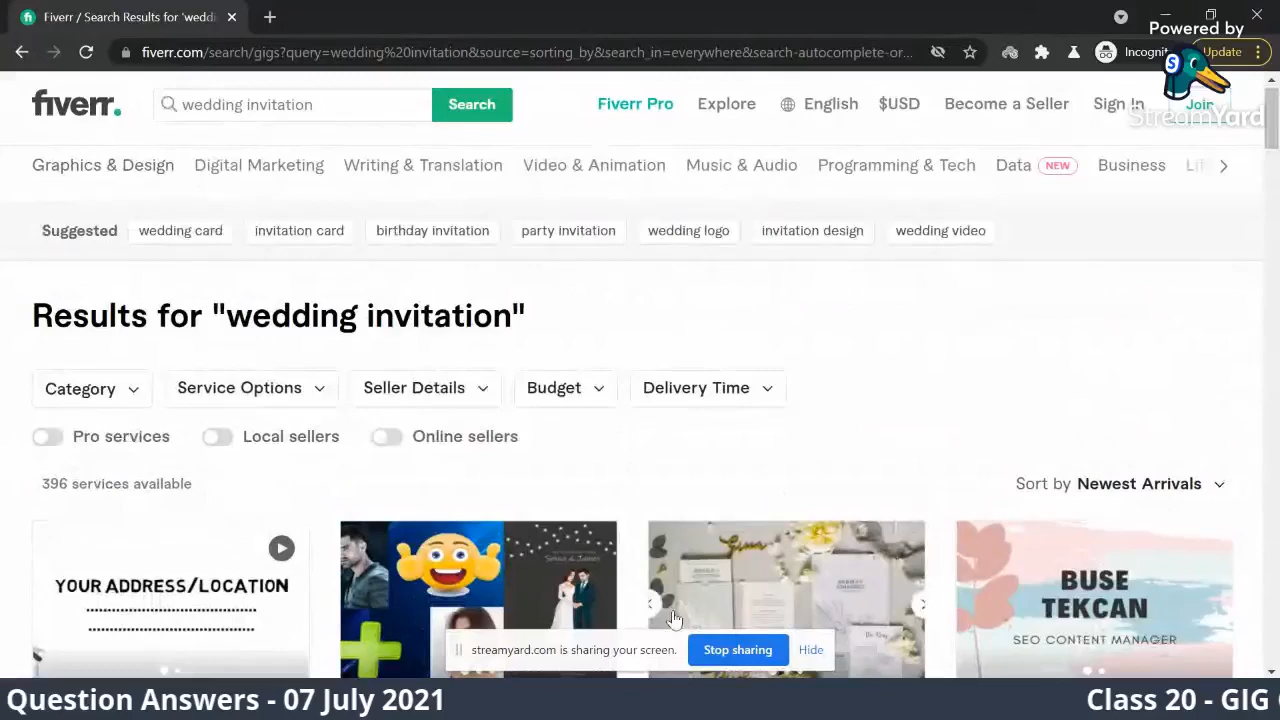 Fiverr / Search Results for 'weddi
Powered by
fiverr.com/search/gigs?query=wedding%20invitation&source=sorting_by&search_in=everywhere&search-autocomplete-or...
Incognito
Update
fiverr.
wedding invitation
Search
Fiverr Pro
Explore
English
$USD
Become a Seller
Sign In
Join
StreamYard
Graphics & Design
Digital Marketing
Writing & Translation
Video & Animation
Music & Audio
Programming & Tech
Data NEW
Business
Suggested
wedding card
invitation card
birthday invitation
party invitation
wedding logo
invitation design
wedding video
Results for "wedding invitation"
Category
Service Options
Seller Details
Budget
Delivery Time
Pro services
Local sellers
Online sellers
396 services available
Sort by Newest Arrivals
YOUR ADDRESS/LOCATION
BUSE
TEKCAN
SEO CONTENT MANAGER
streamyard.com is sharing your screen.
Stop sharing
Hide
Question Answers - 07 July 2021
Class 20 - GIG